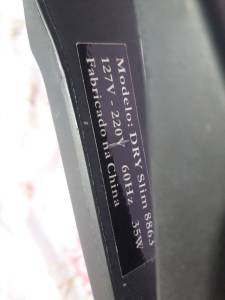 Modelo: DRY Slim 8863
127V - 220V 60Hz 35W
Fabricado na China